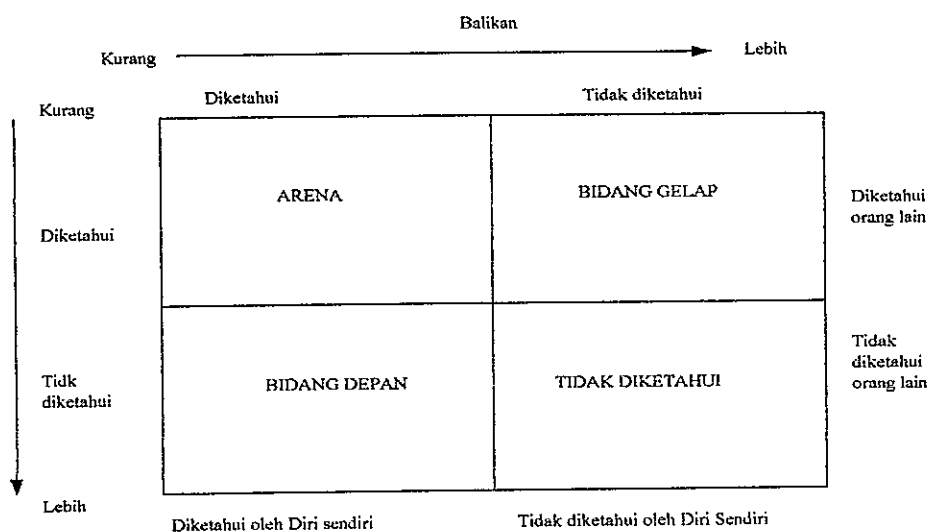 Balikan
Kurang
Lebih
Kurang
Diketahui
Tidak diketahui
ARENA
BIDANG GELAP
Diketahui
Diketahui
orang lain
Tidk
diketahui
BIDANG DEPAN
TIDAK DIKETAHUI
Tidak
diketahui
orang lain
Lebih
Diketahui oleh Diri sendiri
Tidak diketahui oleh Diri Sendiri